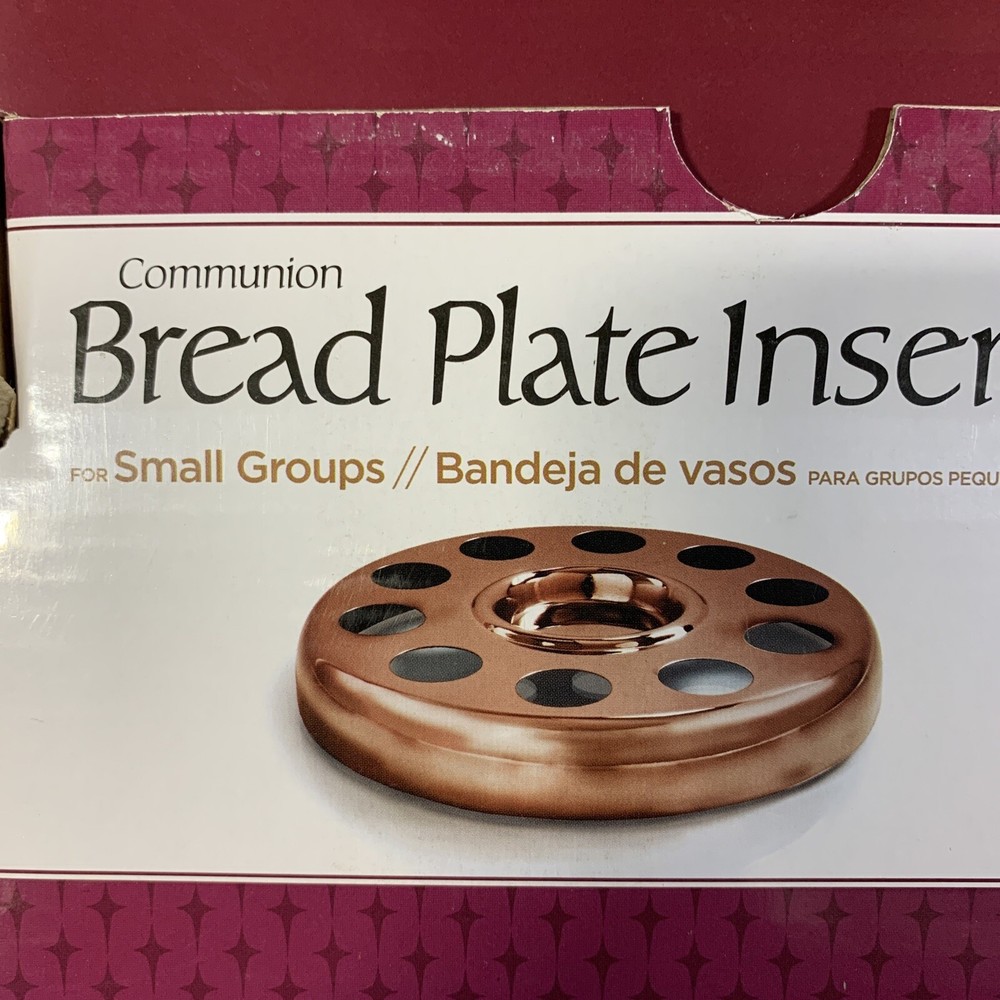 Communion
Bread Plate Inser
FOR Small Groups // Bandeja de vasos PARA GRUPOS PEQU